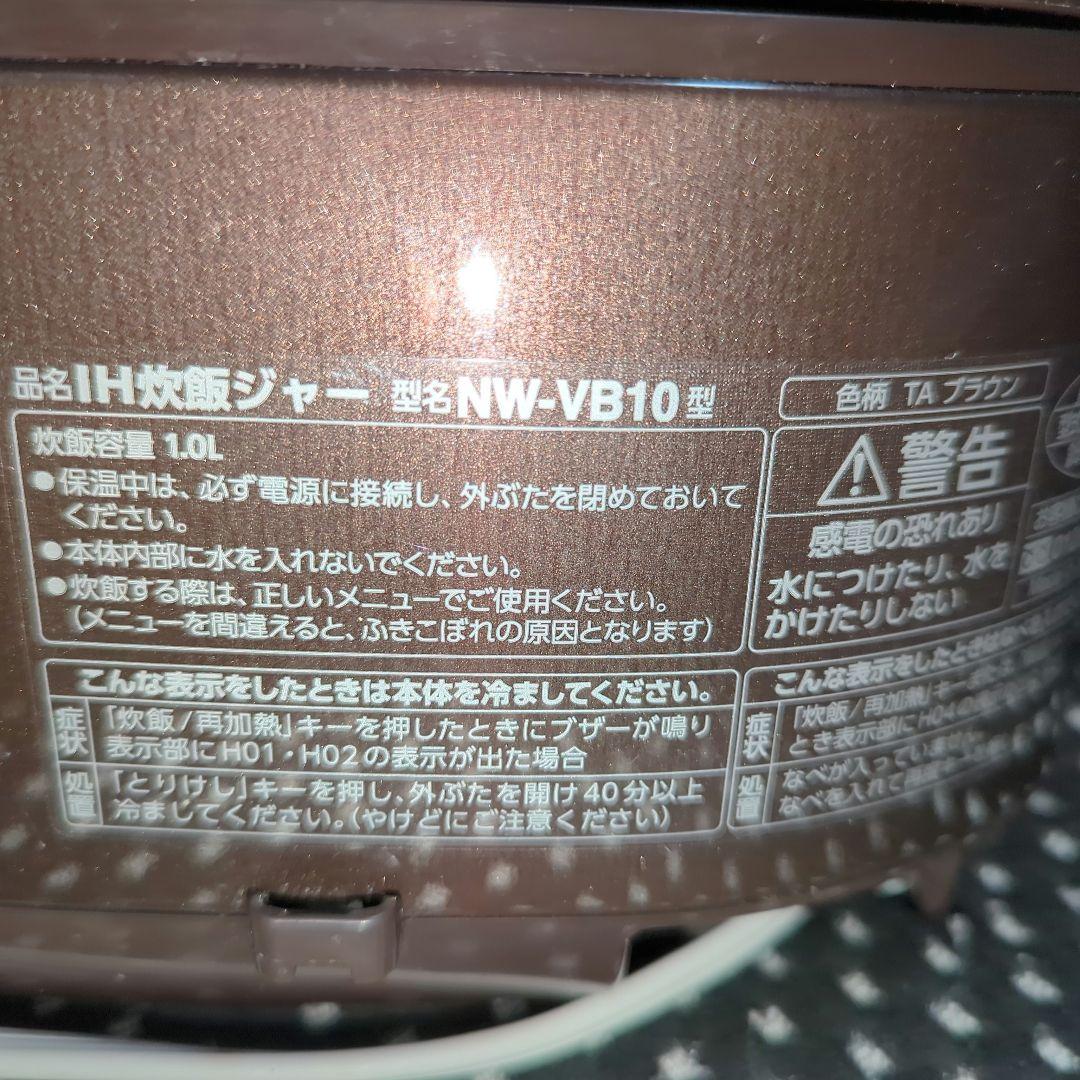 品名 IH炊飯ジャー 型名 NW-VB10 型
色柄 TA ブラウン
炊飯容量 1.0L
●保温中は、必ず電源に接続し、外ぶたを閉めておいて
ください。
●本体内部に水を入れないでください。
●炊飯する際は、正しいメニューでご使用ください。
(メニューを間違えると、ふきこぼれの原因となります)
警告
感電の恐れあり
水につけたり、水を
かけたりしない
こんな表示をしたときは本体を冷ましてください。
症状
「炊飯/再加熱」キーを押したときにブザーが鳴り
表示部にH01・H02の表示が出た場合
処置
「とりけし」キーを押し、外ぶたを開け40分以上
冷ましてください。(やけどにご注意ください)
こんな表示をしたときはなべを
症状
「炊飯/再加熱」キーを
とき表示部にH04の
処置
なべが入っていません。
なべを入れて